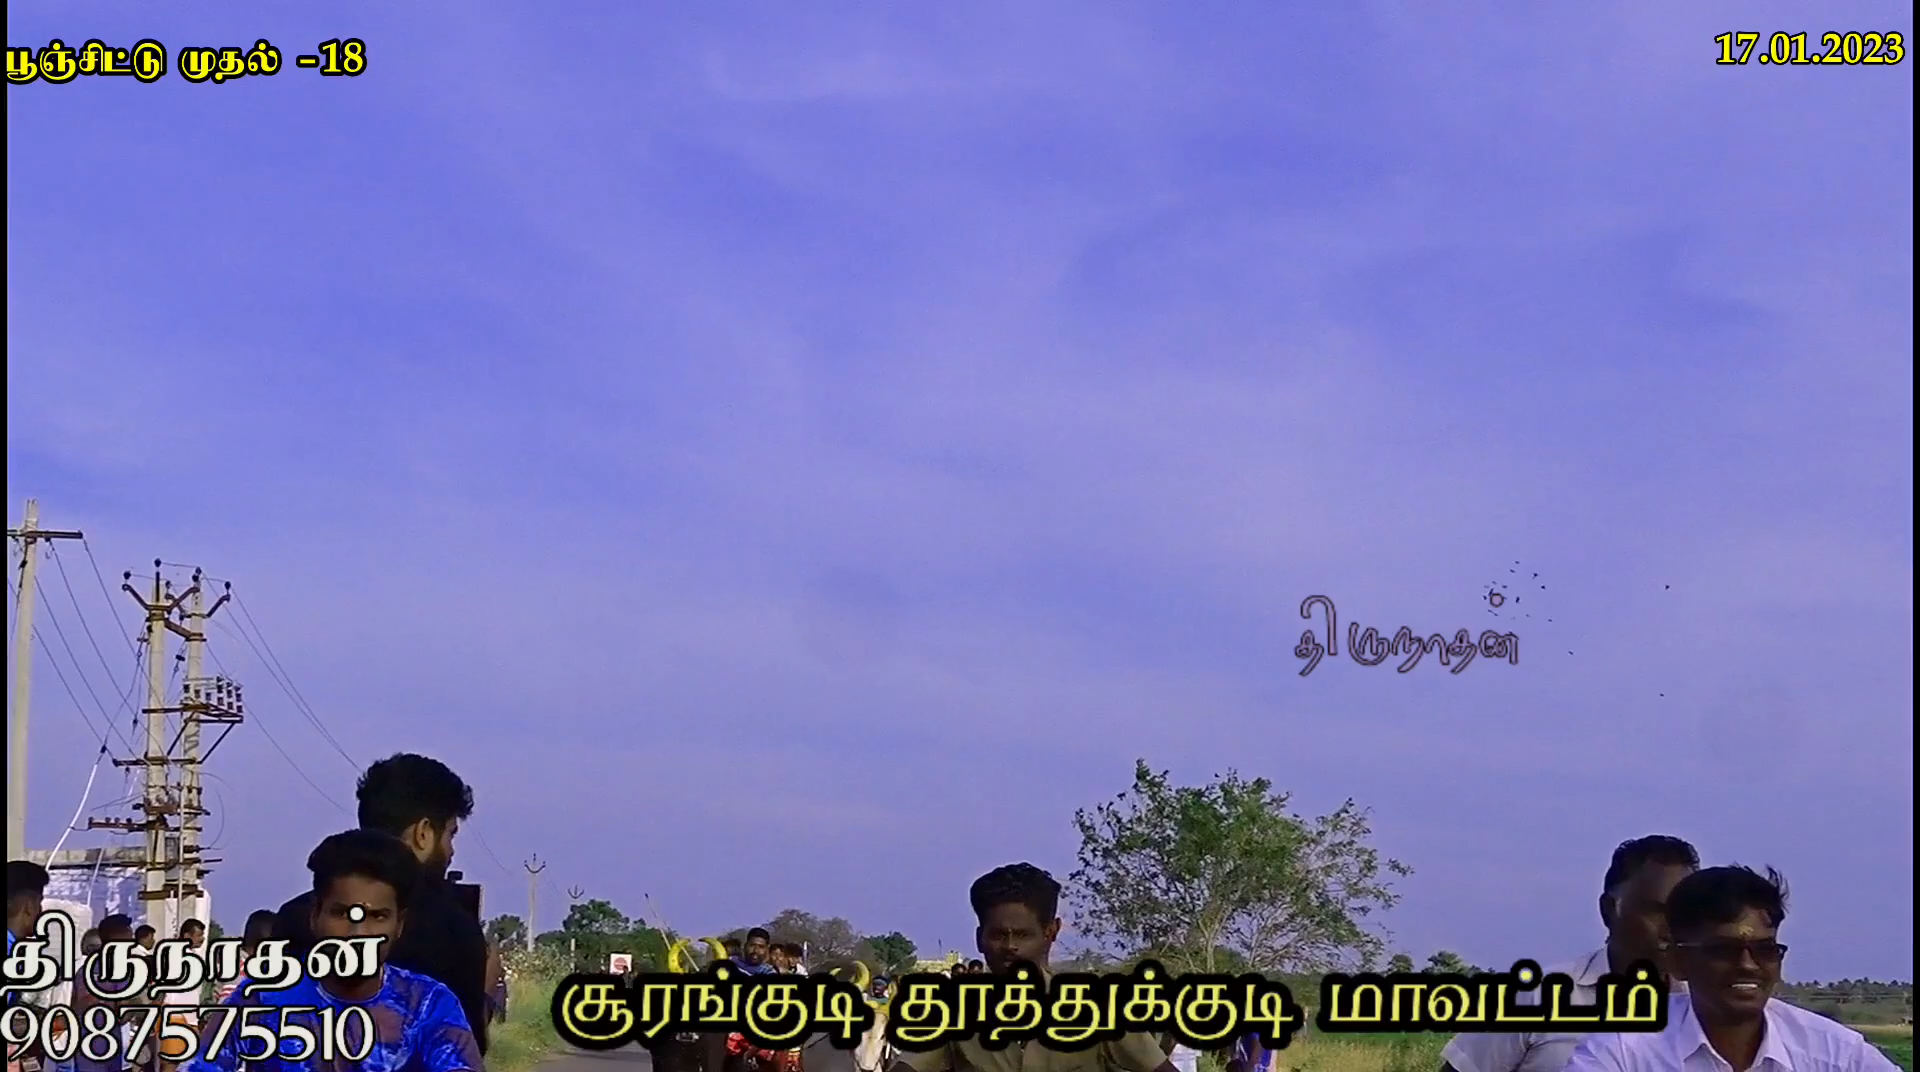 பூஞ்சிட்டு முதல் -18
17.01.2023
திருநாதன்
திருநாதன்
9087575510
சூரங்குடி தூத்துக்குடி மாவட்டம்